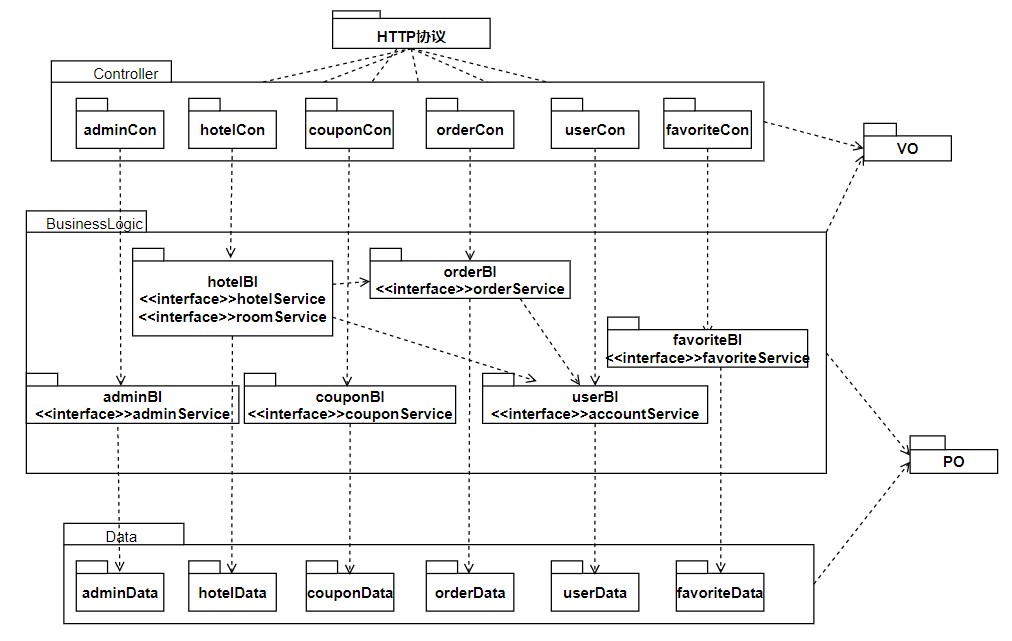 HTTP协议
Controller
adminCon
hotelCon
couponCon
orderCon
userCon
favoriteCon
VO
BusinessLogic
hotelBl
<<interface>>hotelService
<<interface>>roomService
orderBl
<<interface>>orderService
favoriteBl
<<interface>>favoriteService
adminBl
<<interface>>adminService
couponBl
<<interface>>couponService
userBl
<<interface>>accountService
PO
Data
adminData
hotelData
couponData
orderData
userData
favoriteData